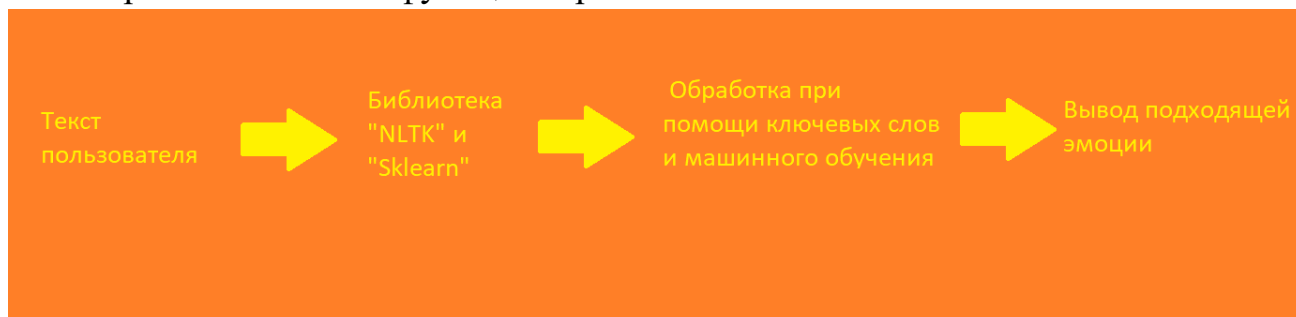 Текст
пользователя
Библиотека
"NLTK" и
"Sklearn"
Обработка при
помощи ключевых слов
и машинного обучения
Вывод подходящей
эмоции